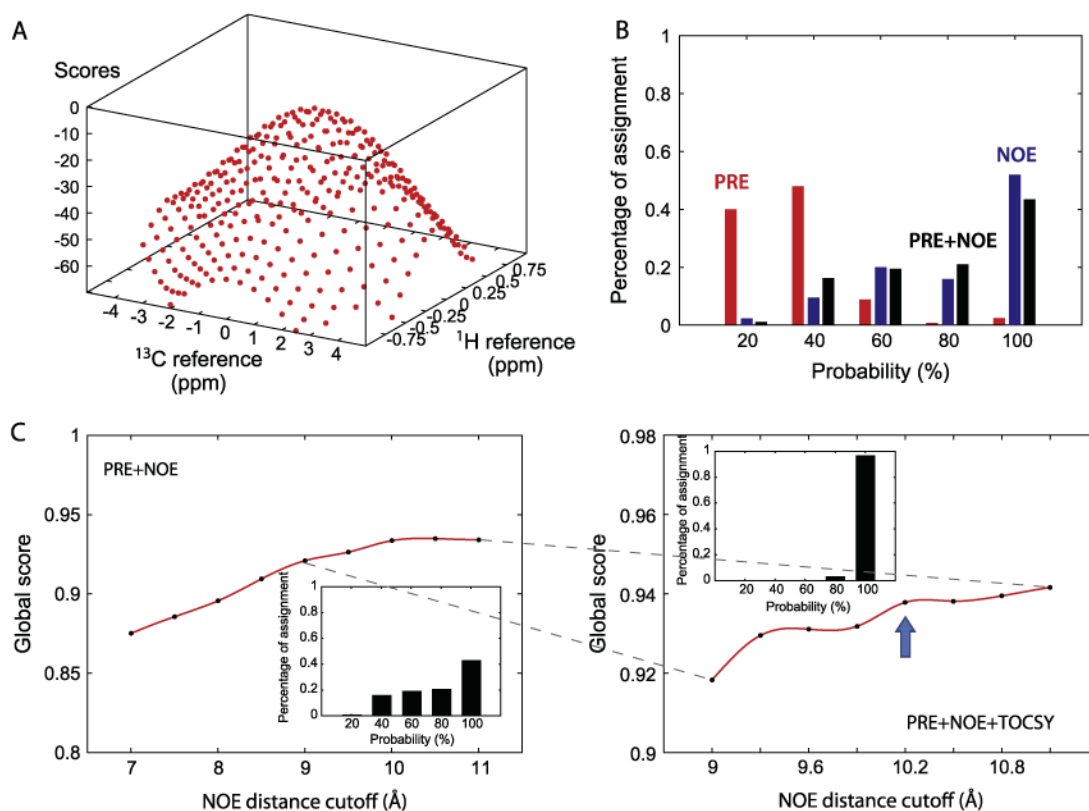 A
Scores
0
-10
-20
-30
-40
-50
-60
-4 -3 -2 -1 0 1 2 3 4
13C reference
(ppm)
-0.75 -0.5 -0.25 0 0.25 0.5 0.75
1H reference
(ppm)
B
Percentage of assignment
1
0.8
0.6
0.4
0.2
0
PRE
NOE
PRE+NOE
20 40 60 80 100
Probability (%)
C
Global score
1
0.95
0.9
0.85
0.8
PRE+NOE
7 8 9 10 11
NOE distance cutoff (Å)
Percentage of assignment
1
0.8
0.6
0.4
0.2
0
20 40 60 80 100
Probability (%)
Global score
0.98
0.96
0.94
0.92
0.9
Percentage of assignment
1
0.8
0.6
0.4
0.2
0
20 40 60 80 100
Probability (%)
PRE+NOE+TOCSY
9 9.6 10.2 10.8
NOE distance cutoff (Å)